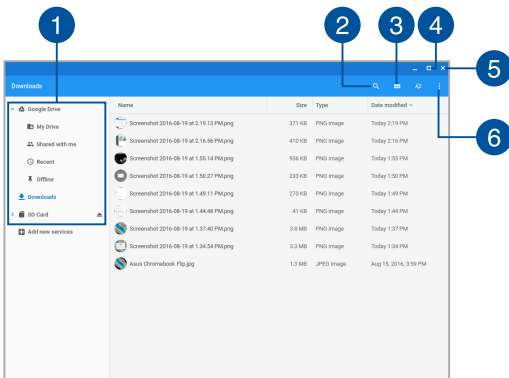 1 2 3 4
5
Downloads
6
Name Size Type Date modified
Google Drive
My Drive
Shared with me
Recent
Offline
Downloads
SD Card
Add new services
Screenshot 2016-08-19 at 2.19.13 PM.png 371 KB PNG image Today 2:19 PM
Screenshot 2016-08-19 at 2.16.56 PM.png 410 KB PNG image Today 2:16 PM
Screenshot 2016-08-19 at 1.55.14 PM.png 936 KB PNG image Today 1:55 PM
Screenshot 2016-08-19 at 1.50.27 PM.png 233 KB PNG image Today 1:50 PM
Screenshot 2016-08-19 at 1.49.11 PM.png 270 KB PNG image Today 1:49 PM
Screenshot 2016-08-19 at 1.44.48 PM.png 41 KB PNG image Today 1:44 PM
Screenshot 2016-08-19 at 1.37.40 PM.png 3.8 MB PNG image Today 1:37 PM
Screenshot 2016-08-19 at 1.34.54 PM.png 3.3 MB PNG image Today 1:34 PM
Asus Chromebook Flip.jpg 1.3 MB JPEG image Aug 15, 2016, 3:59 PM